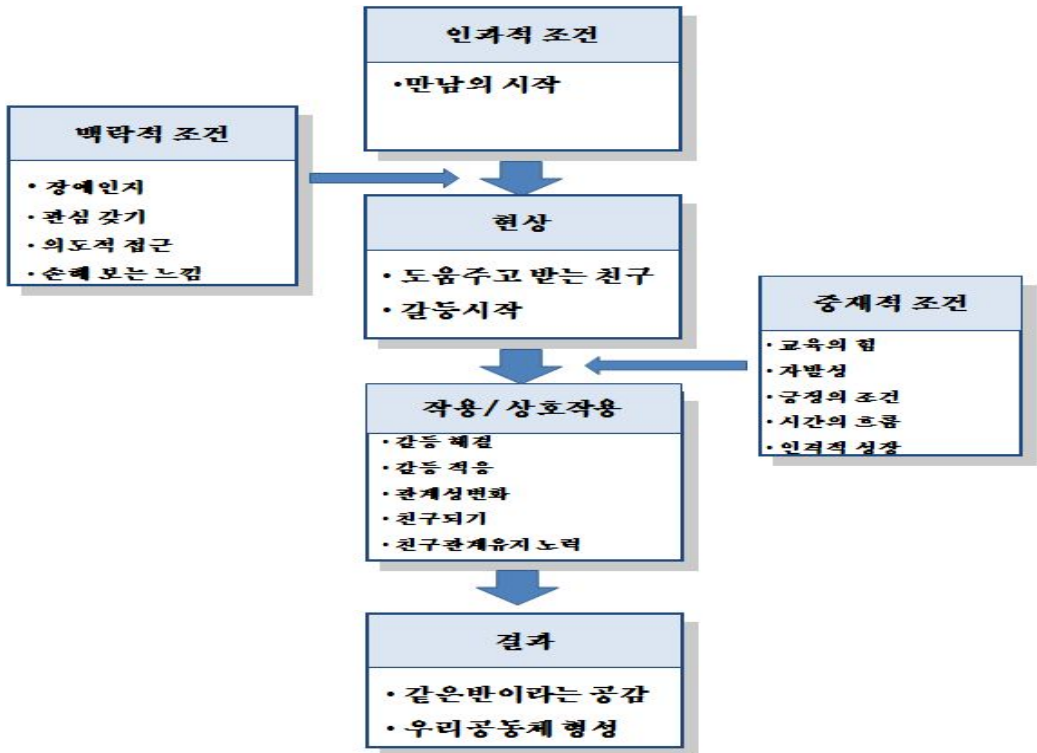 인과적 조건
•만남의 시작
맥락적 조건
• 장애인지
• 관심 갖기
• 의도적 접근
• 손해 보는 느낌
현상
• 도움주고 받는 친구
• 갈등시작
중재적 조건
• 교육의 힘
• 자발성
• 긍정의 조건
• 시간의 흐름
• 인격적 성장
작용/상호작용
• 갈등 해결
• 갈등 적응
• 관계성변화
• 친구되기
• 친구관계유지 노력
결과
• 같은반이라는 공감
• 우리공동체 형성